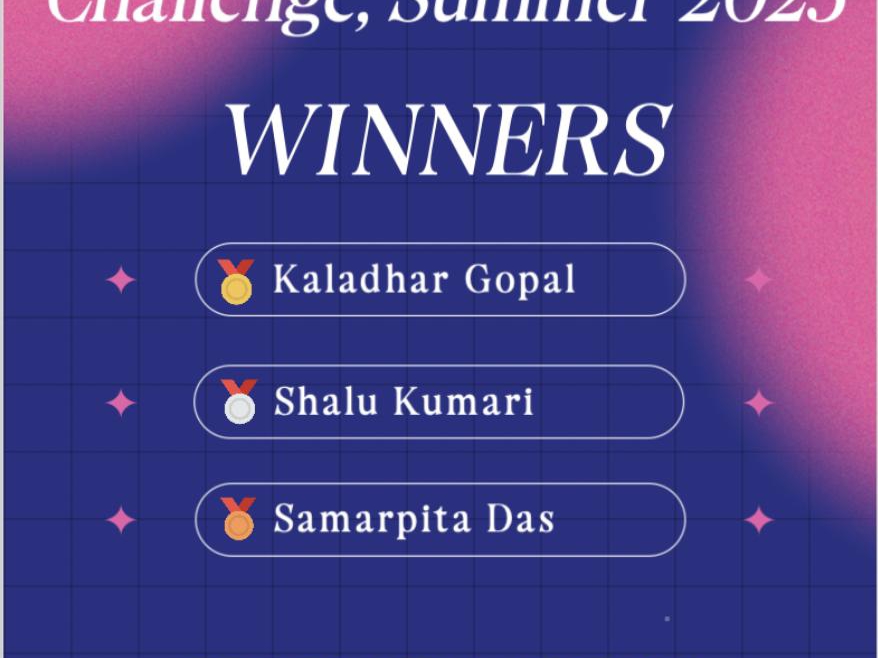 Challenge, Summer 2025
WINNERS
Kaladhar Gopal
Shalu Kumari
Samarpita Das